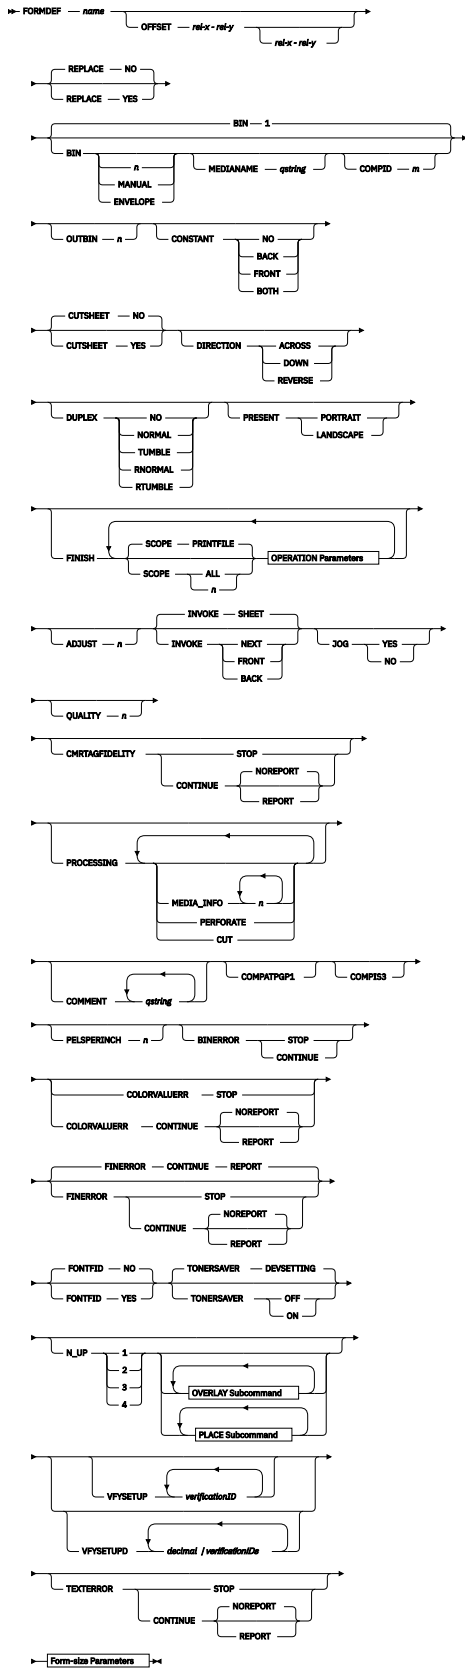 FORMDEF name
OFFSET rel-x - rel-y
rel-x - rel-y
REPLACE NO
REPLACE YES
BIN 1
BIN
n
MEDIANAME qstring
COMPID m
MANUAL
ENVELOPE
OUTBIN n
CONSTANT NO
BACK
FRONT
BOTH
CUTSHEET NO
CUTSHEET YES
DIRECTION ACROSS
DOWN
REVERSE
DUPLEX NO
PRESENT PORTRAIT
NORMAL
LANDSCAPE
TUMBLE
RNORMAL
RTUMBLE
SCOPE PRINTFILE
FINISH
OPERATION Parameters
SCOPE ALL
n
INVOKE SHEET
ADJUST n
INVOKE NEXT
JOG YES
FRONT
NO
BACK
QUALITY n
CMRTAGFIDELITY STOP
NOREPORT
CONTINUE
REPORT
PROCESSING
MEDIA_INFO n
PERFORATE
CUT
COMMENT qstring
COMPATPGP1
COMPIS3
PELSPERINCH n
BINERROR STOP
CONTINUE
COLORVALUERR STOP
NOREPORT
COLORVALUERR CONTINUE
REPORT
FINERROR CONTINUE REPORT
FINERROR STOP
NOREPORT
CONTINUE
REPORT
FONTFID NO
TONERSAVER DEVSETTING
FONTFID YES
TONERSAVER OFF
ON
N_UP 1
2
3
4
OVERLAY Subcommand
PLACE Subcommand
VFYSETUP verificationID
VFYSETUPD decimal / verificationIDs
TEXTERROR STOP
NOREPORT
CONTINUE
REPORT
Form-size Parameters